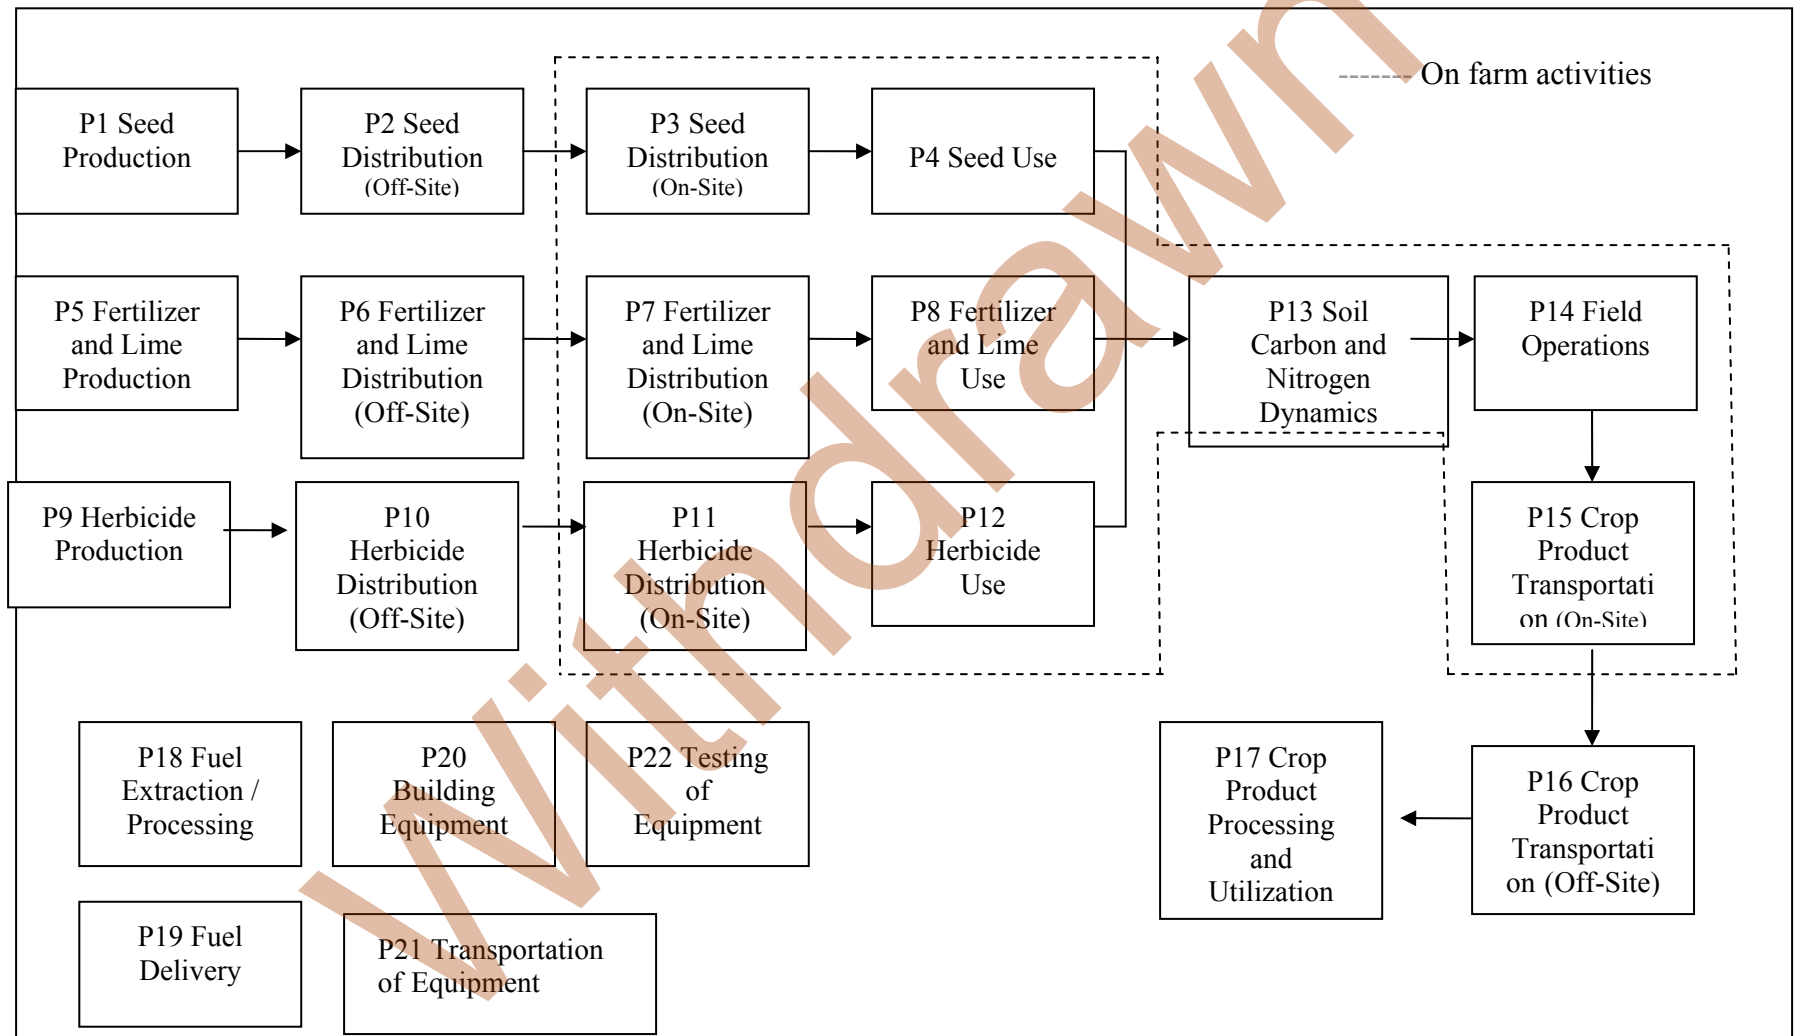 On farm activities
P1 Seed
Production
P2 Seed
Distribution
(Off-Site)
P3 Seed
Distribution
(On-Site)
P4 Seed Use
P5 Fertilizer
and Lime
Production
P6 Fertilizer
and Lime
Distribution
(Off-Site)
P7 Fertilizer
and Lime
Distribution
(On-Site)
P8 Fertilizer
and Lime
Use
P13 Soil
Carbon and
Nitrogen
Dynamics
P14 Field
Operations
P9 Herbicide
Production
P10
Herbicide
Distribution
(Off-Site)
P11
Herbicide
Distribution
(On-Site)
P12
Herbicide
Use
P15 Crop
Product
Transportati
on (On-Site)
P18 Fuel
Extraction /
Processing
P20
Building
Equipment
P22 Testing
of
Equipment
P17 Crop
Product
Processing
and
Utilization
P16 Crop
Product
Transportati
on (Off-Site)
P19 Fuel
Delivery
P21 Transportation
of Equipment
Withdrawn